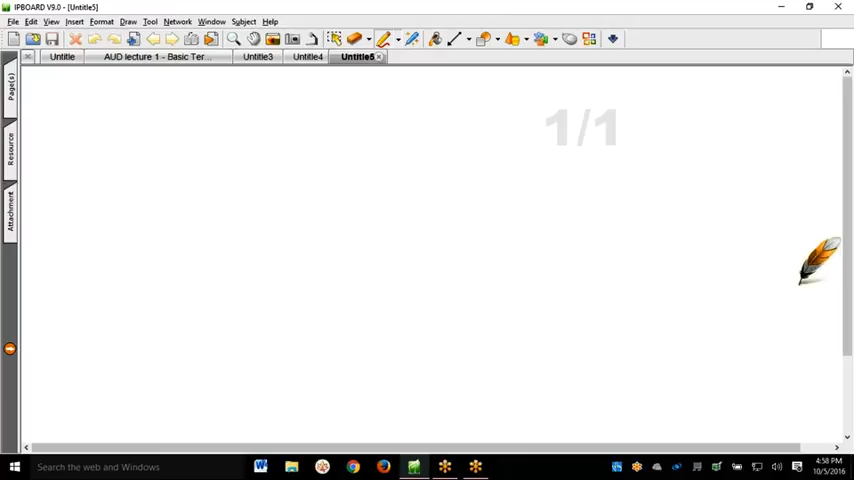 IPBOARD V9.0 - [Untitle5]
File Edit View Insert Format Draw Tool Network Window Subject Help
Untitle AUD lecture 1 - Basic Ter... Untitle3 Untitle4 Untitle5
1/1
Page(s)
Resource
Attachment
Search the web and Windows
4:58 PM
10/5/2016